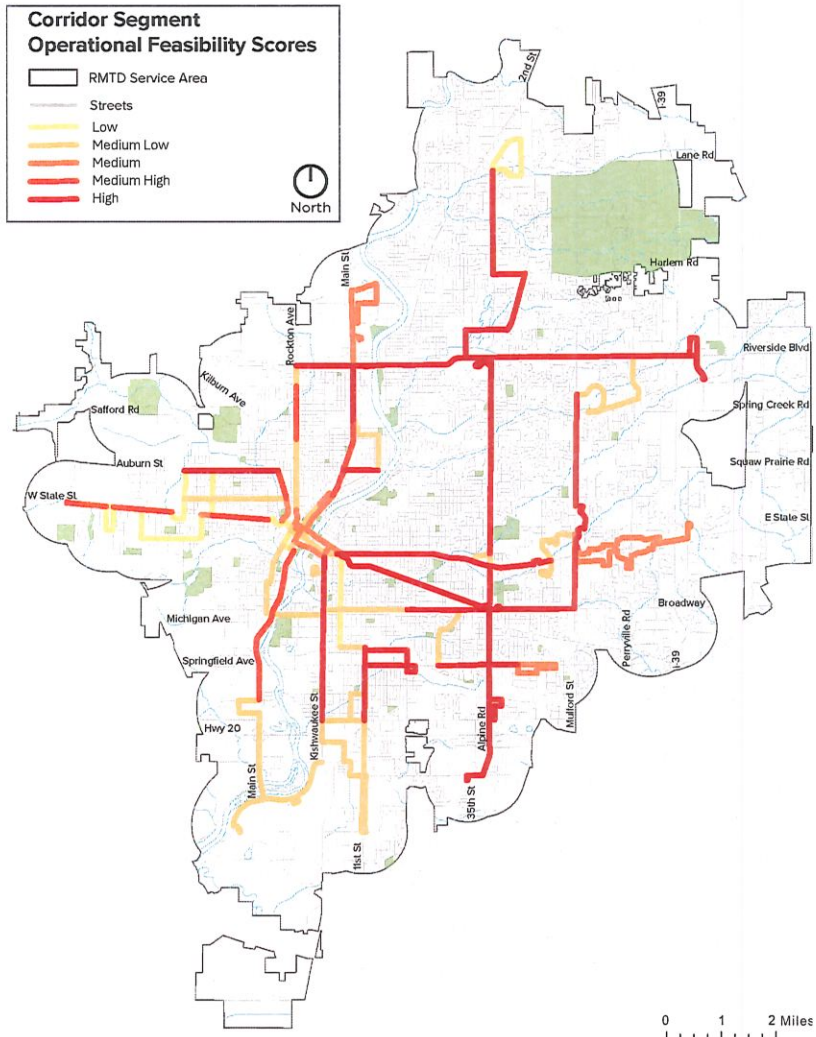 Corridor Segment
Operational Feasibility Scores
RMTD Service Area
Streets
Low
Medium Low
Medium
Medium High
High
North
2nd St
I-39
Lane Rd
Main St
Harlem Rd
Rockton Ave
Riverside Blvd
Kilburn Ave
Safford Rd
Spring Creek Rd
Auburn St
Squaw Prairie Rd
W State St
E State St
Michigan Ave
Broadway
Springfield Ave
Perryville Rd
I-39
Hwy 20
Kishwaukee St
Alpine Rd
Mulford St
Main St
35th St
11st St
0 1 2 Miles